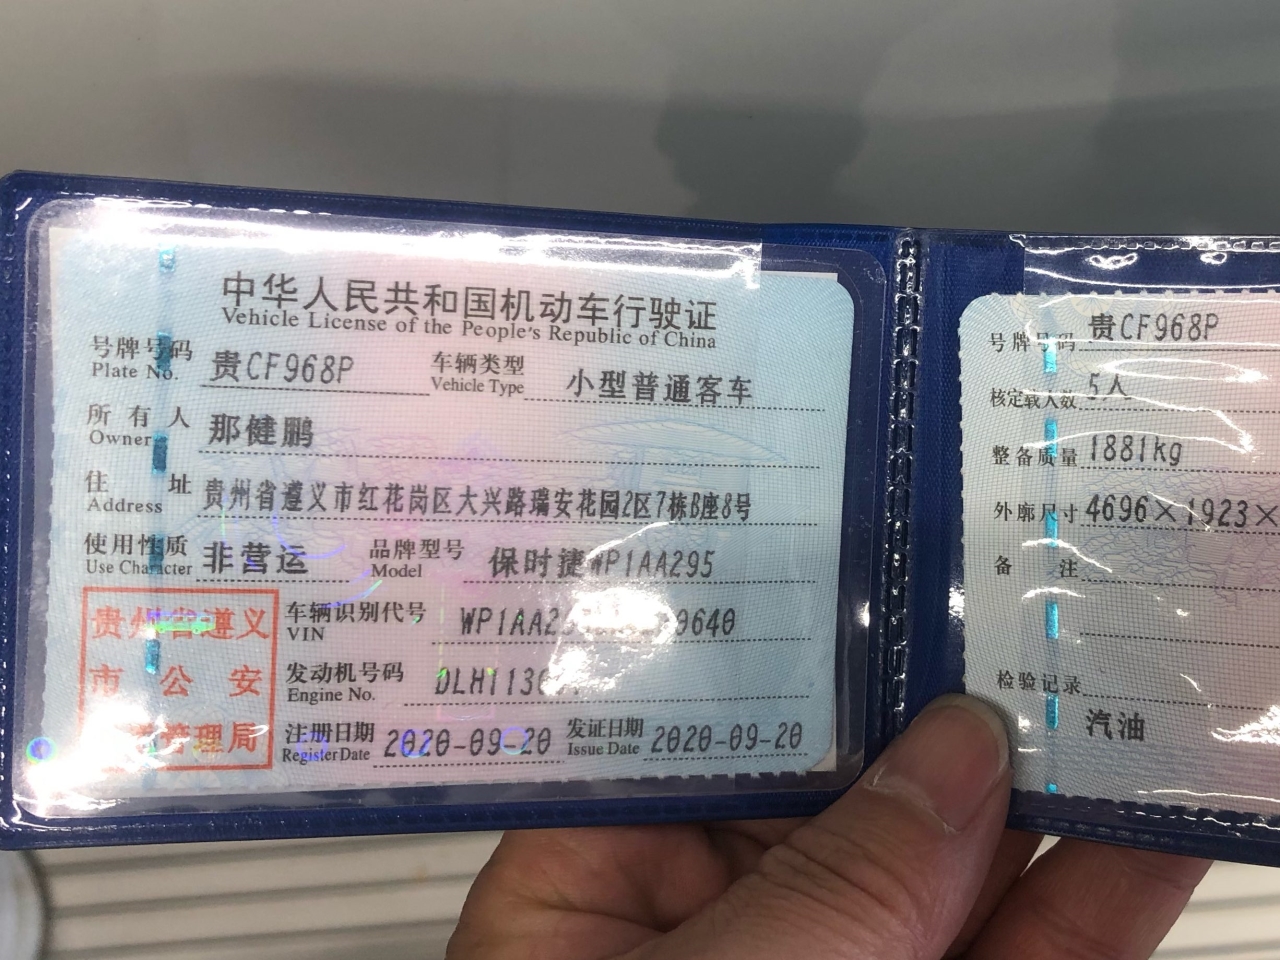 中华人民共和国机动车行驶证
Vehicle License of the People's Republic of China
号牌号码 贵CF968P 车辆类型 小型普通客车
Plate No. Vehicle Type
所有人 那健鹏
Owner
住址 贵州省遵义市红花岗区大兴路瑞安花园2区7栋B座8号
Address
使用性质 非营运 品牌型号 保时捷WP1AA295
Use Character Model
车辆识别代号 WP1AA2 0640
VIN
发动机号码 DLH113
Engine No.
注册日期 2020-09-20 发证日期 2020-09-20
Register Date Issue Date
贵州省遵义
市公安
管理局
号牌号码 贵CF968P
核定载人数 5人
整备质量 1881kg
外廓尺寸 4696×1923×
备注
检验记录
汽油